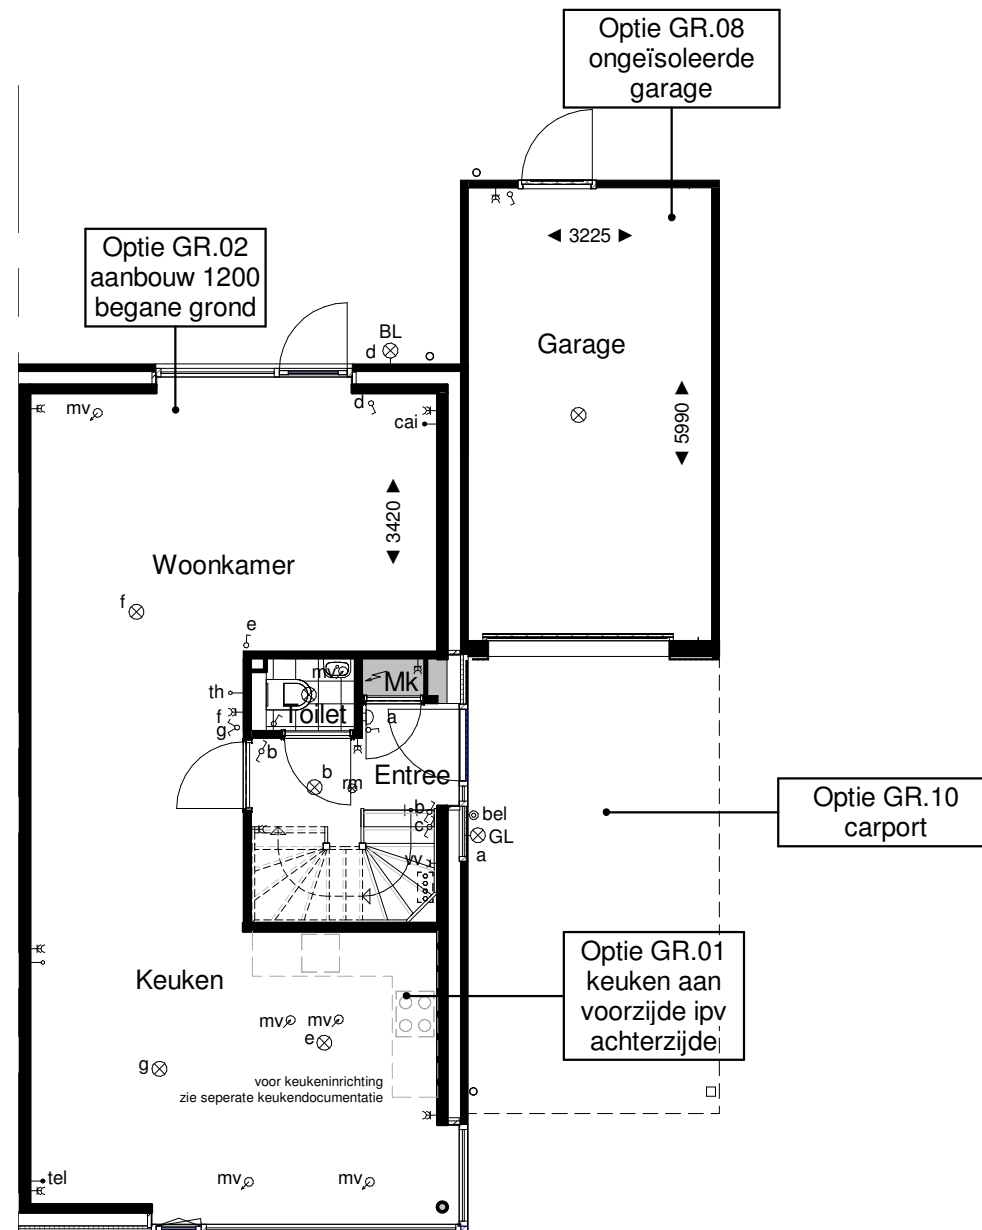 Optie GR.08
ongeïsoleerde
garage
3225
Optie GR.02
aanbouw 1200
begane grond
BL
d
Garage
mv
d
cai
5990
3420
Woonkamer
f
e
mv
Mk
th
f
Toilet
a
g
b
b
rm
Entree
b
bel
c
GL
a
vv
Optie GR.10
carport
Optie GR.01
keuken aan
voorzijde ipv
achterzijde
Keuken
mv
mv
e
g
voor keukeninrichting
zie seperate keukendocumentatie
tel
mv
mv